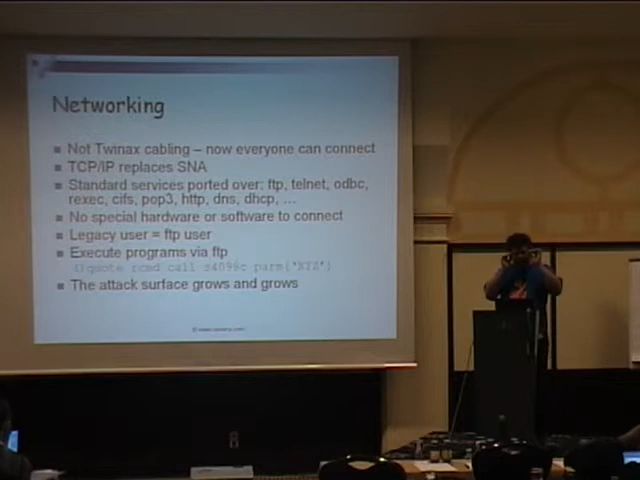 Networking
Not Twinax cabling – now everyone can connect
TCP/IP replaces SNA
Standard services ported over: ftp, telnet, odbc,
rexec, cifs, pop3, http, dns, dhcp, …
No special hardware or software to connect
Legacy user = ftp user
Execute programs via ftp
quote rcmd call s4096c parm('XYZ')
The attack surface grows and grows